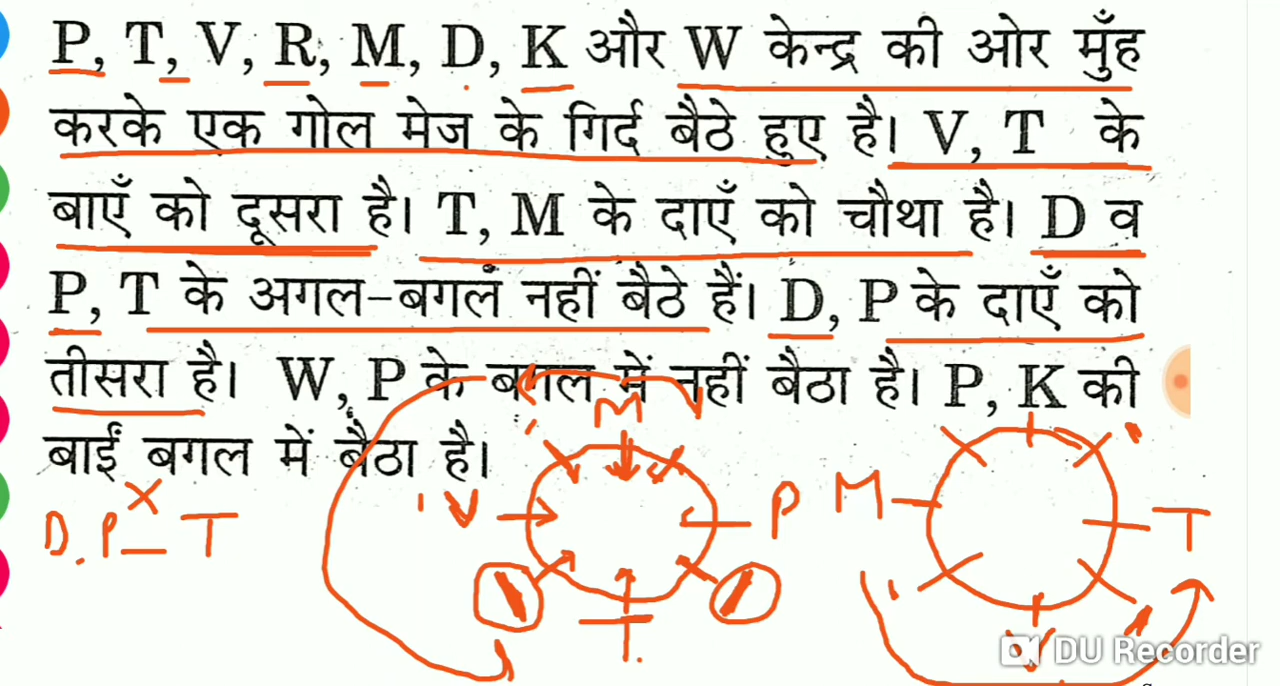 P, T, V, R, M, D, K और W केन्द्र की ओर मुँह
करके एक गोल मेज के गिर्द बैठे हुए है। V, T के
बाएँ को दूसरा है। T, M के दाएँ को चौथा है। D व
P, T के अगल-बगल नहीं बैठे हैं। D, P के दाएँ को
तीसरा है। W, P के बगल में नहीं बैठा है। P, K की
बाईं बगल में बैठा है।
M
V P M T
D. P T
T
V
DU Recorder